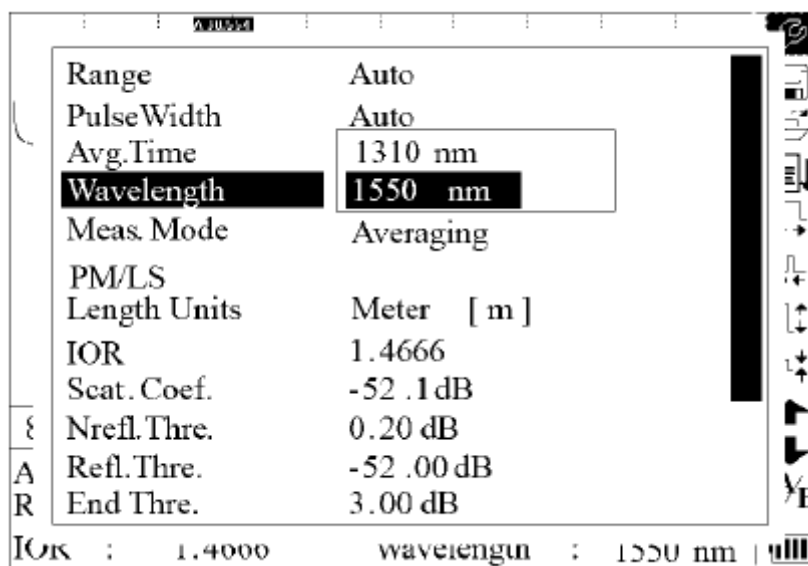 Range Auto
PulseWidth Auto
Avg.Time 1310 nm
Wavelength 1550 nm
Meas. Mode Averaging
PM/LS
Length Units Meter [ m ]
IOR 1.4666
Scat. Coef. -52 .1dB
Nrefl.Thre. 0.20 dB
Refl.Thre. -52 .00 dB
End Thre. 3.00 dB
A
R
IOR : 1.4666 Wavelength : 1550 nm